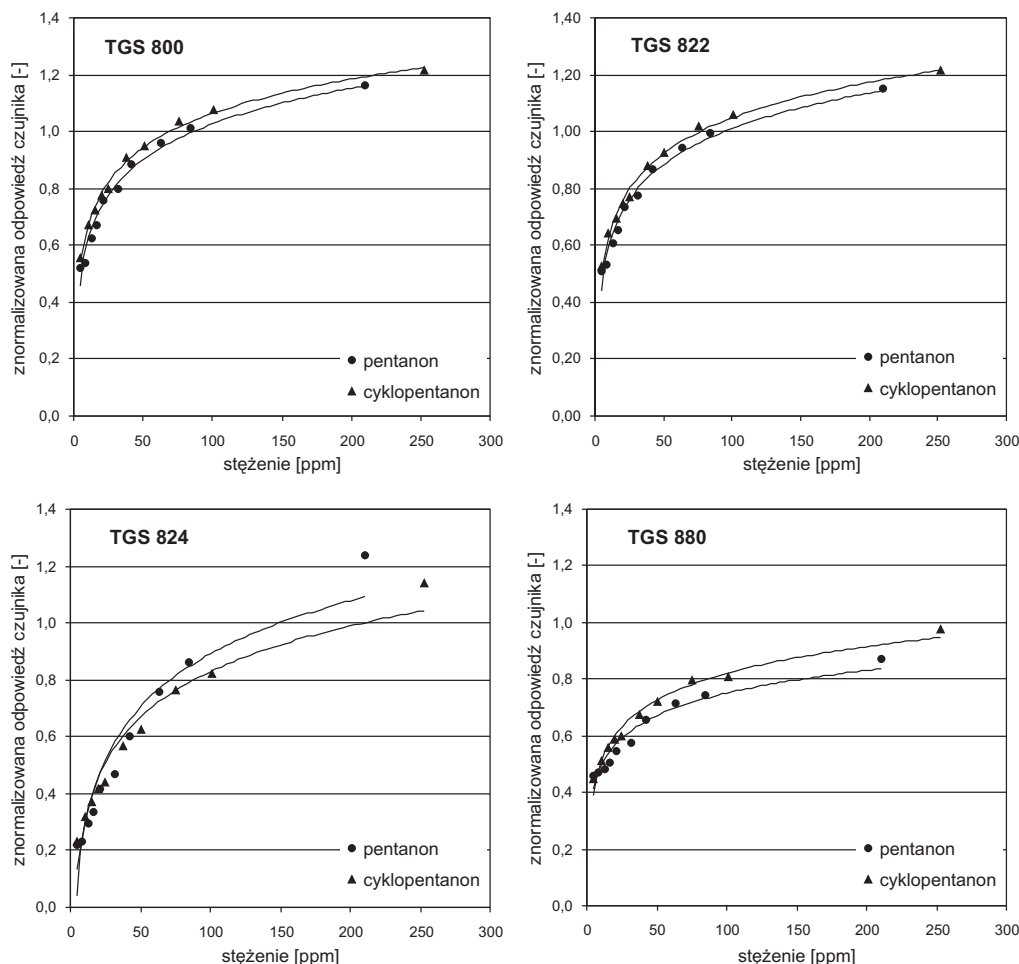 TGS 800
znormalizowana odpowiedź czujnika [-]
1,4
1,2
1,0
0,8
0,6
0,4
0,2
0,0
pentanon
cyklopentanon
0 50 100 150 200 250 300
stężenie [ppm]
TGS 822
znormalizowana odpowiedź czujnika [-]
1,40
1,20
1,00
0,80
0,60
0,40
0,20
0,00
pentanon
cyklopentanon
0 50 100 150 200 250 300
stężenie [ppm]
TGS 824
znormalizowana odpowiedź czujnika [-]
1,4
1,2
1,0
0,8
0,6
0,4
0,2
0,0
pentanon
cyklopentanon
0 50 100 150 200 250 300
stężenie [ppm]
TGS 880
znormalizowana odpowiedź czujnika [-]
1,4
1,2
1,0
0,8
0,6
0,4
0,2
0,0
pentanon
cyklopentanon
0 50 100 150 200 250 300
stężenie [ppm]